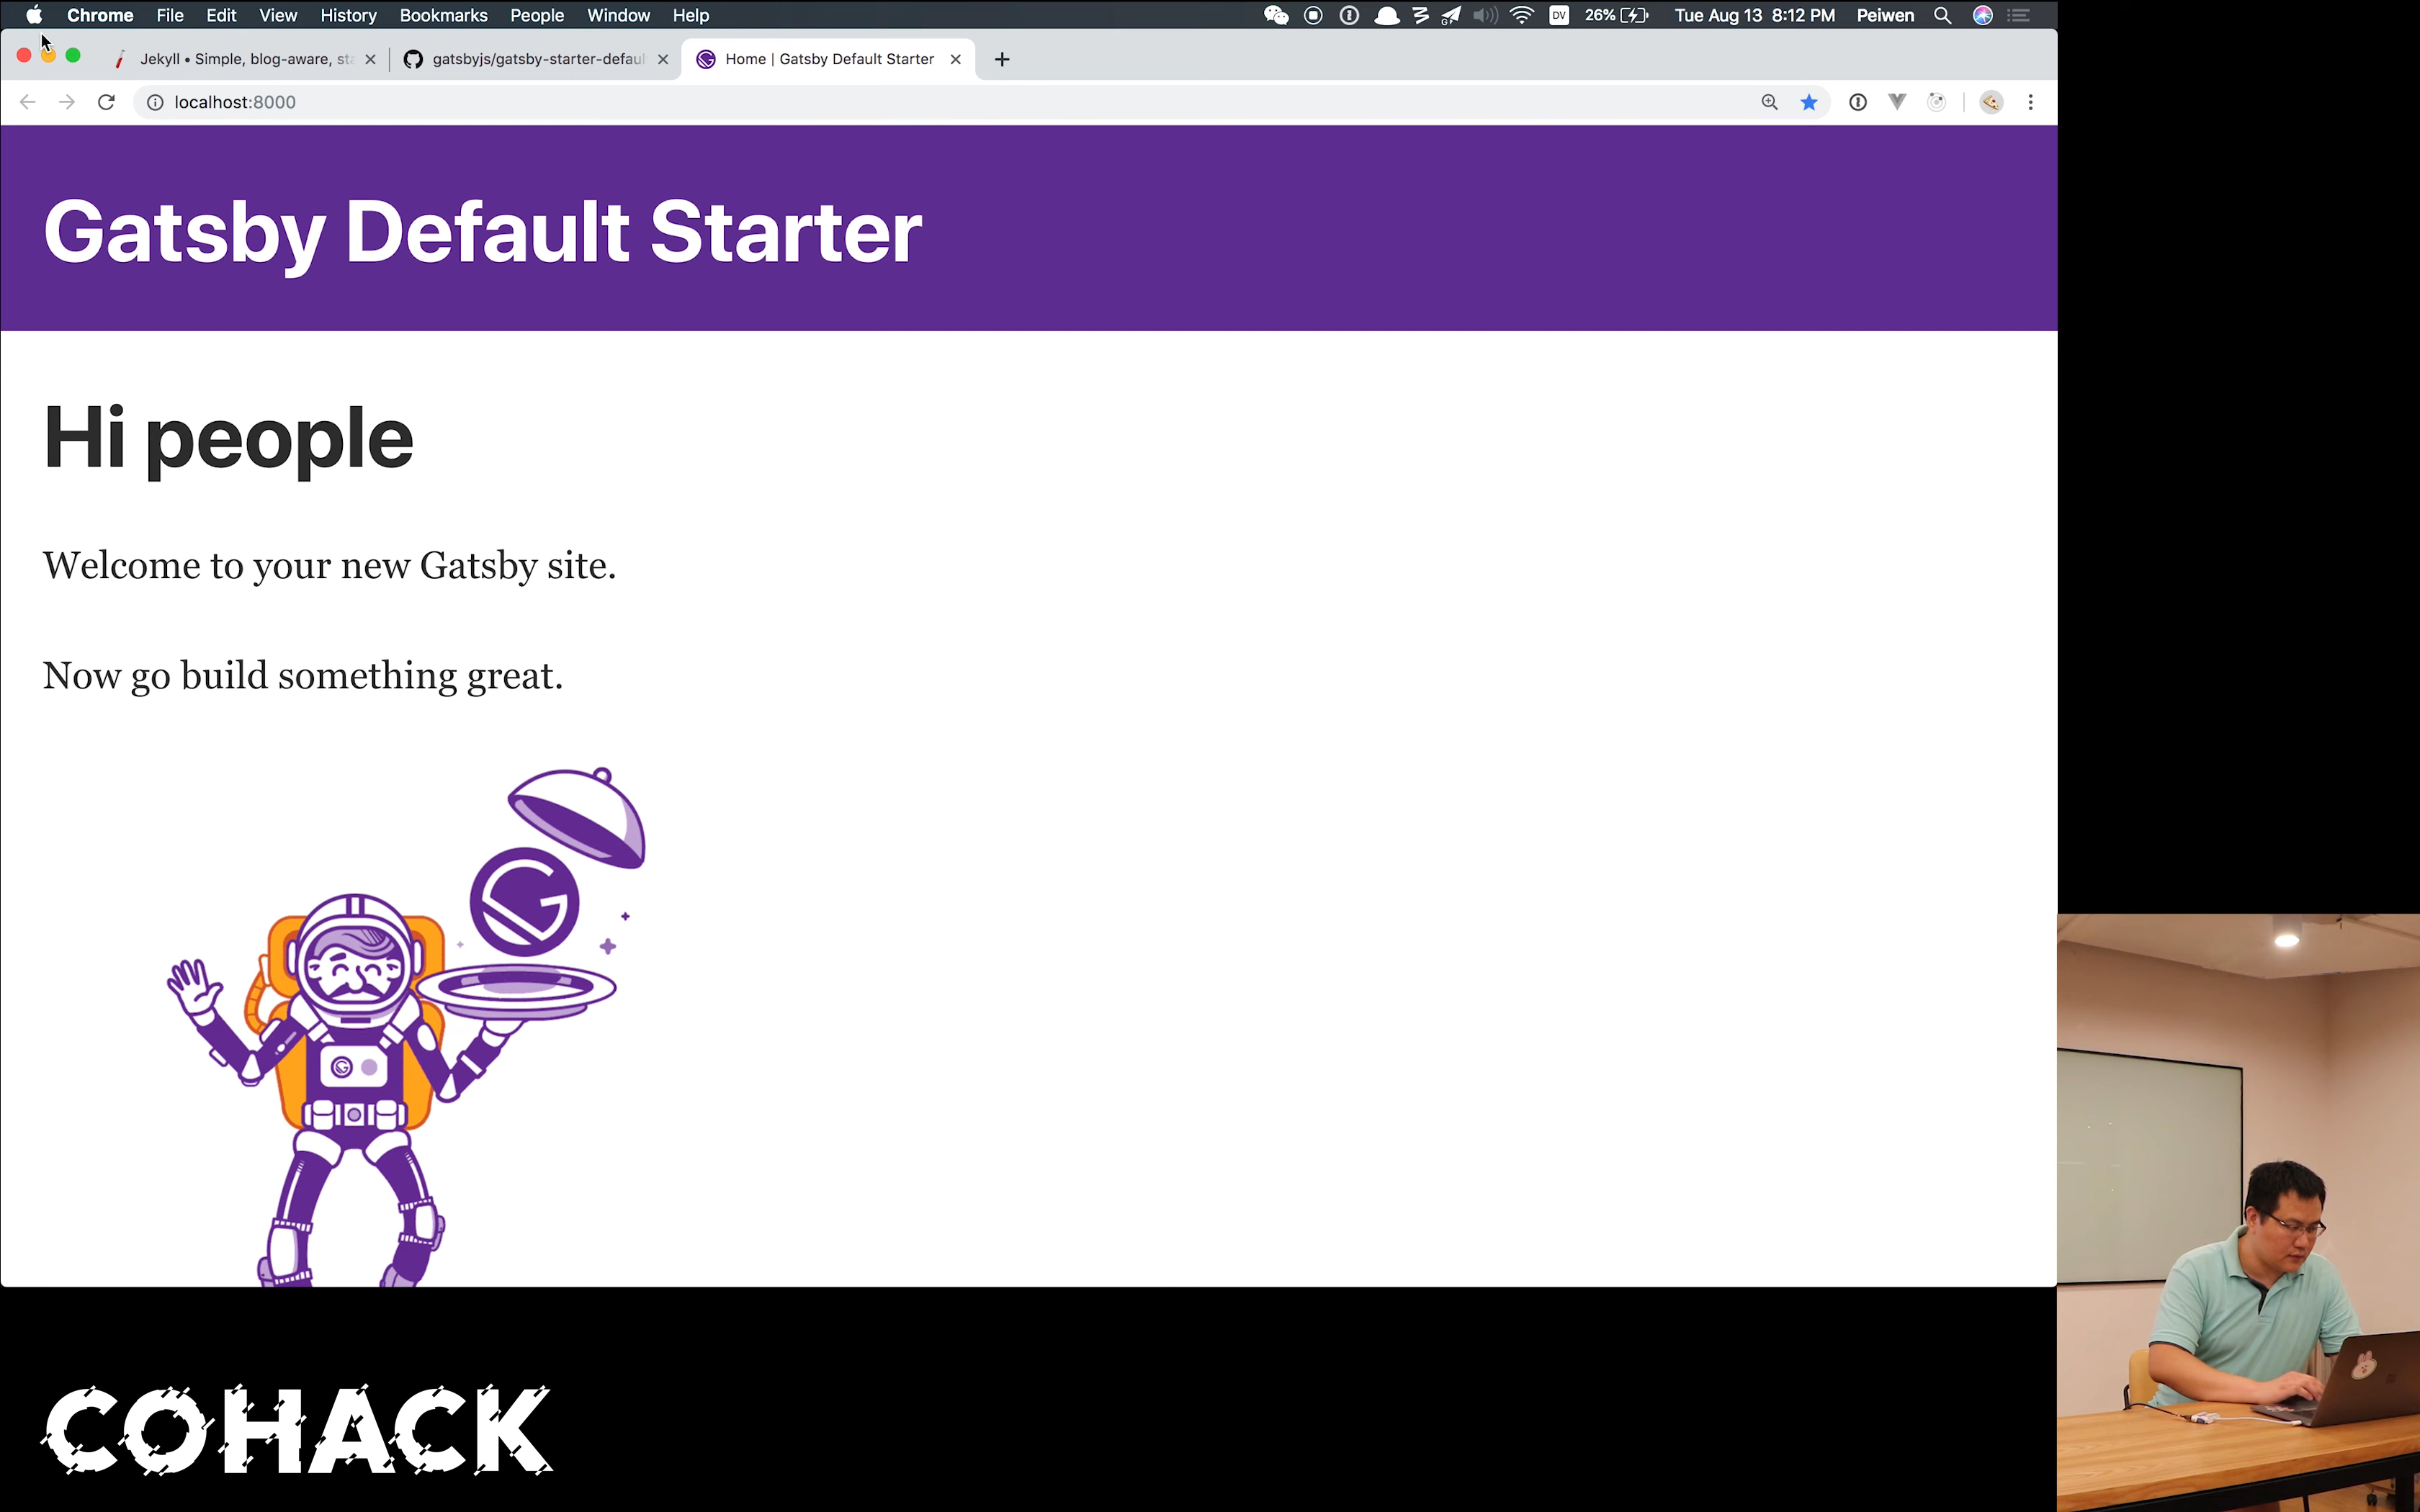 Chrome File Edit View History Bookmarks People Window Help DV 26% Tue Aug 13 8:12 PM Peiwen
Jekyll • Simple, blog-aware, sta gatsbyjs/gatsby-starter-defaul Home | Gatsby Default Starter
localhost:8000
Gatsby Default Starter
Hi people
Welcome to your new Gatsby site.
Now go build something great.
COHACK